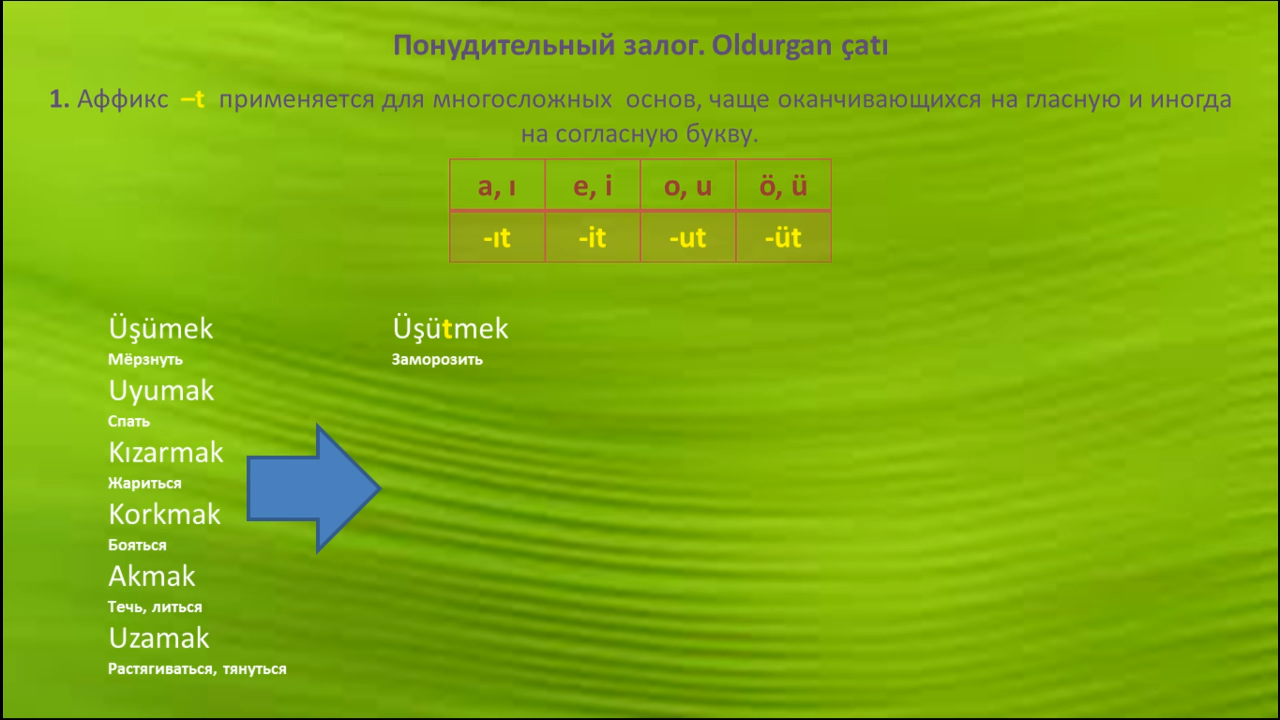 Понудительный залог. Oldurgan çatı
1. Аффикс –t применяется для многосложных основ, чаще оканчивающихся на гласную и иногда
на согласную букву.
a, ı e, i o, u ö, ü
-ıt -it -ut -üt
Üşümek Üşütmek
Мёрзнуть Заморозить
Uyumak
Спать
Kızarmak
Жариться
Korkmak
Бояться
Akmak
Течь, литься
Uzamak
Растягиваться, тянуться